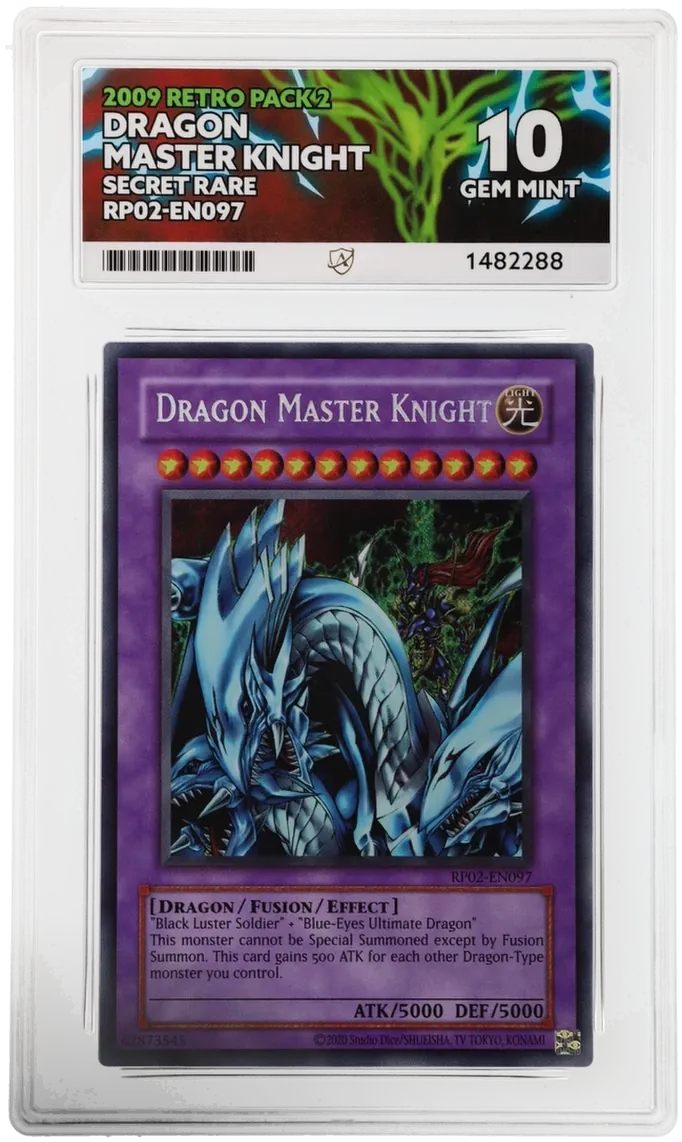 2009 RETRO PACK 2
DRAGON
MASTER KNIGHT
SECRET RARE
RP02-EN097
10
GEM MINT
1482288
DRAGON MASTER KNIGHT
LIGHT
光
RP02-EN097
[DRAGON/FUSION/EFFECT]
"Black Luster Soldier" + "Blue-Eyes Ultimate Dragon"
This monster cannot be Special Summoned except by Fusion
Summon. This card gains 500 ATK for each other Dragon-Type
monster you control.
ATK/5000 DEF/5000
62873545
©2020 Studio Dice/SHUEISHA, TV TOKYO, KONAMI